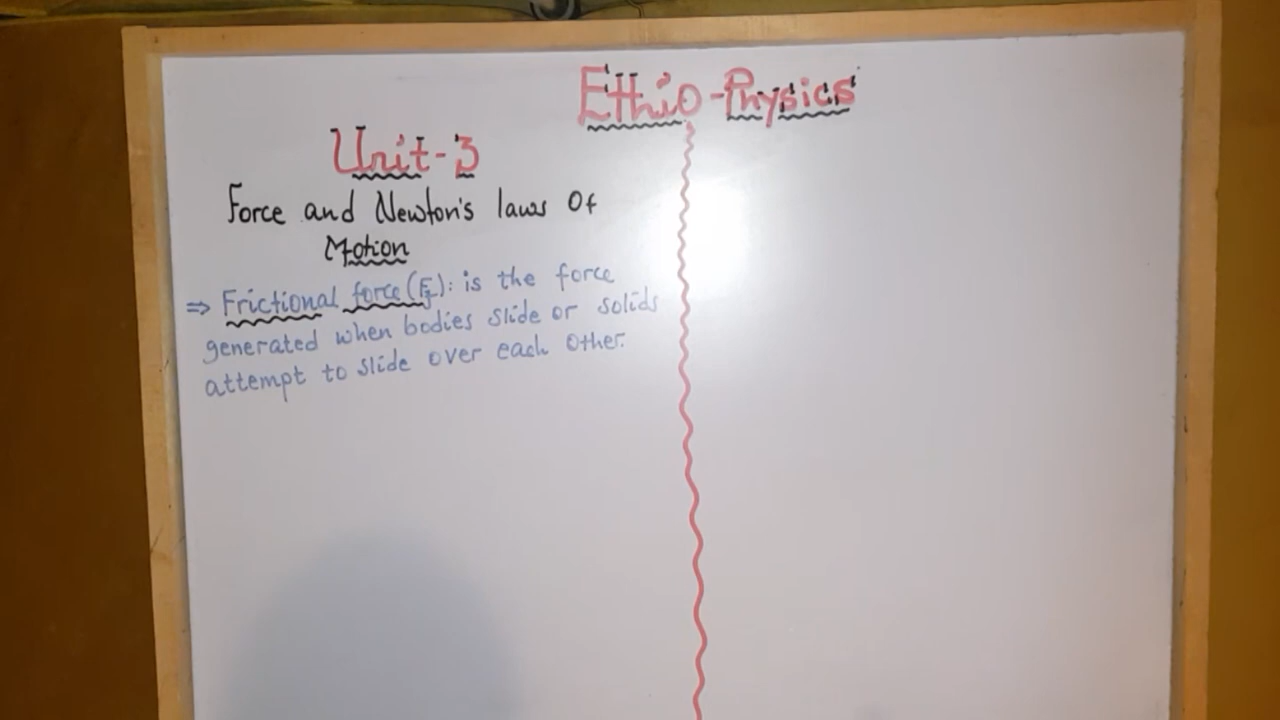 Ethio-Physics
Unit-3
Force and Newton's laws Of
Motion
⇒ Frictional force (Ff): is the force
generated when bodies slide or solids
attempt to slide over each other.